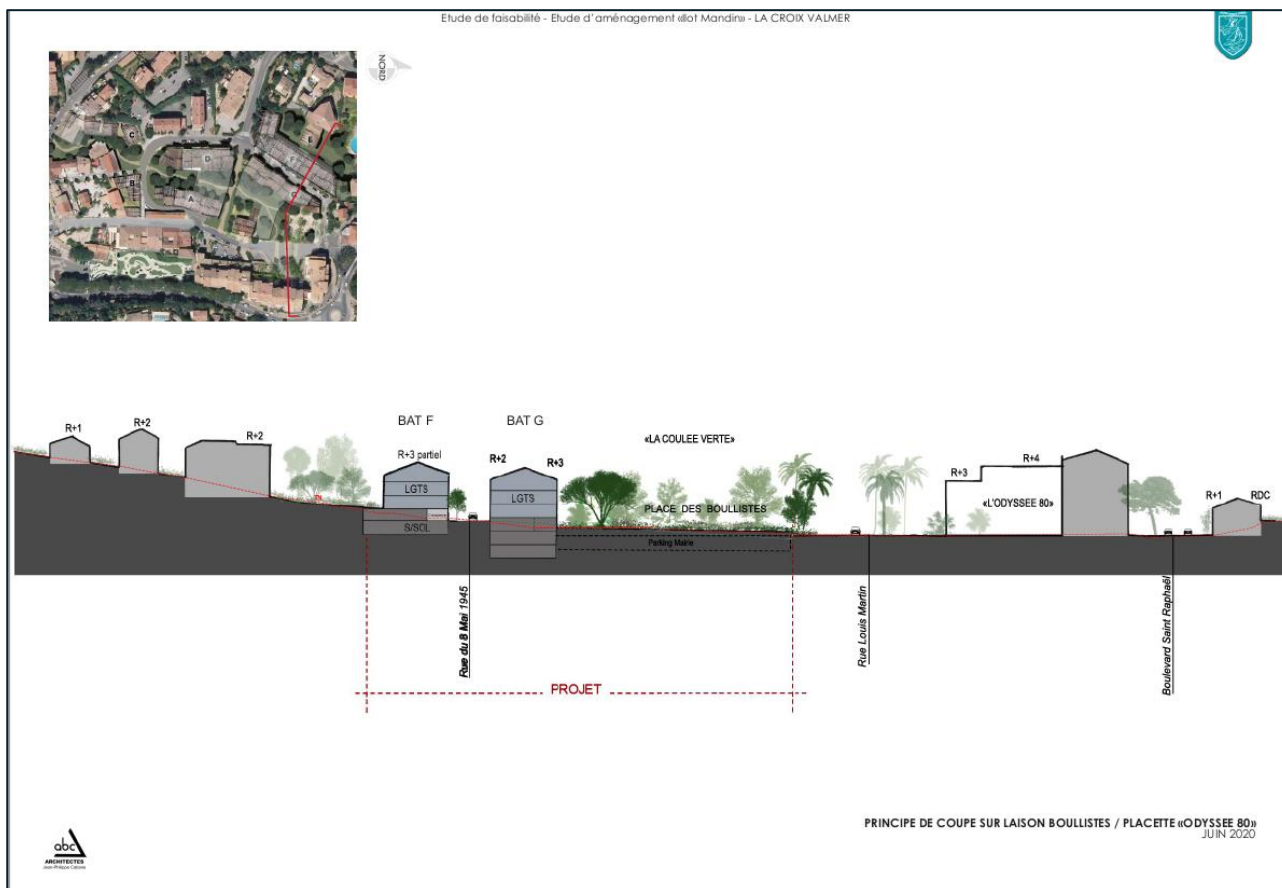 Etude de faisabilité - Etude d'aménagement «Ilot Mandin» - LA CROIX VALMER
NORD
C
E
D
F
B
A
G
BAT F
BAT G
R+1
R+2
R+2
R+3 partiel
LGTS
S/SOL
R+2
R+3
LGTS
«LA COULEE VERTE»
PLACE DES BOULLISTES
Parking Mairie
R+3
R+4
«L'ODYSSEE 80»
R+1
RDC
Rue du 8 Mai 1945
Rue Louis Martin
Boulevard Saint Raphaël
PROJET
PRINCIPE DE COUPE SUR LAISON BOULLISTES / PLACETTE «ODYSSEE 80»
JUIN 2020
abc
ARCHITECTES